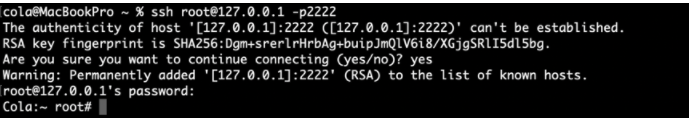 cola@MacBookPro ~ % ssh root@127.0.0.1 -p2222
The authenticity of host '[127.0.0.1]:2222 ([127.0.0.1]:2222)' can't be established.
RSA key fingerprint is SHA256:Dgm+srerlrHrbAg+buipJmQlV6i8/XGjgSRlI5dl5bg.
Are you sure you want to continue connecting (yes/no)? yes
Warning: Permanently added '[127.0.0.1]:2222' (RSA) to the list of known hosts.
root@127.0.0.1's password:
Cola:~ root#